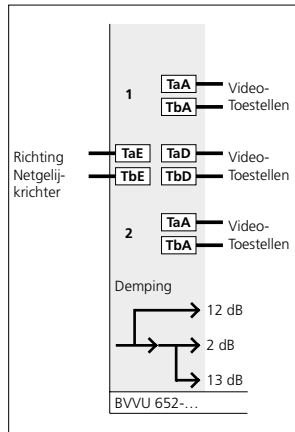 1
TaA
Video-
TbA
Toestellen
Richting
Netgelij-
krichter
TaE
TaD
Video-
TbE
TbD
Toestellen
2
TaA
Video-
TbA
Toestellen
Demping
12 dB
2 dB
13 dB
BVVU 652-...